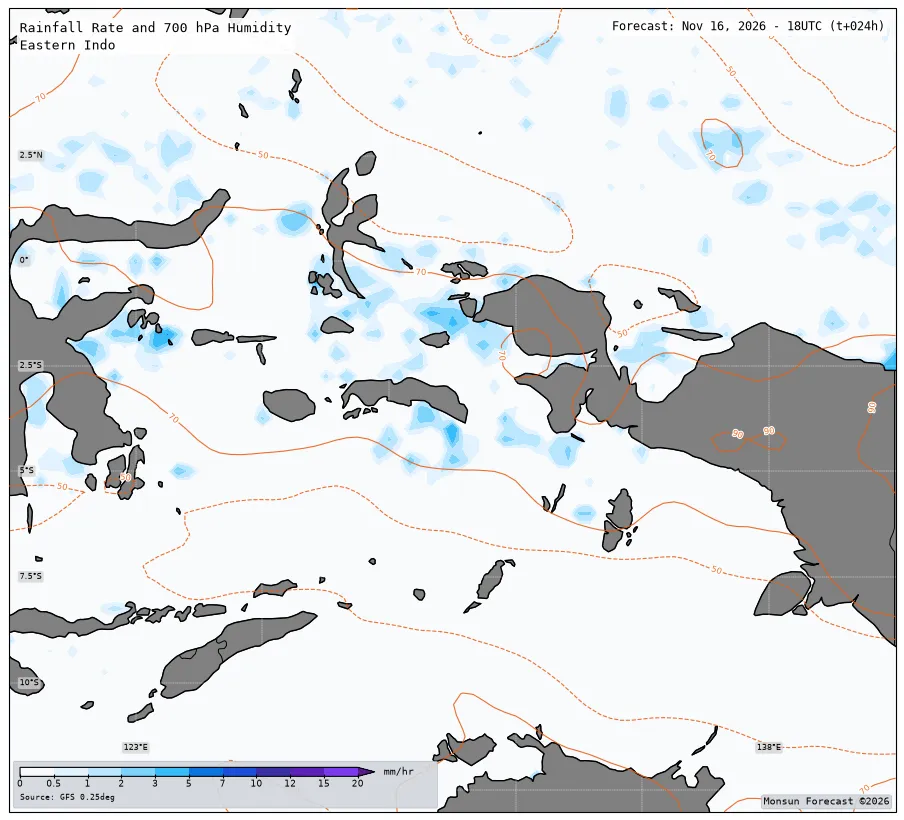 Rainfall Rate and 700 hPa Humidity
Eastern Indo
Forecast: Nov 16, 2026 - 18UTC (t+024h)
50
50
70
70
2.5°N
50
0°
70
50
70
2.5°S
70
90
90
90
5°S
50
50
50
7.5°S
10°S
123°E
138°E
70
mm/hr
0 0.5 1 2 3 5 7 10 12 15 20
Source: GFS 0.25deg
Monsun Forecast ©2026